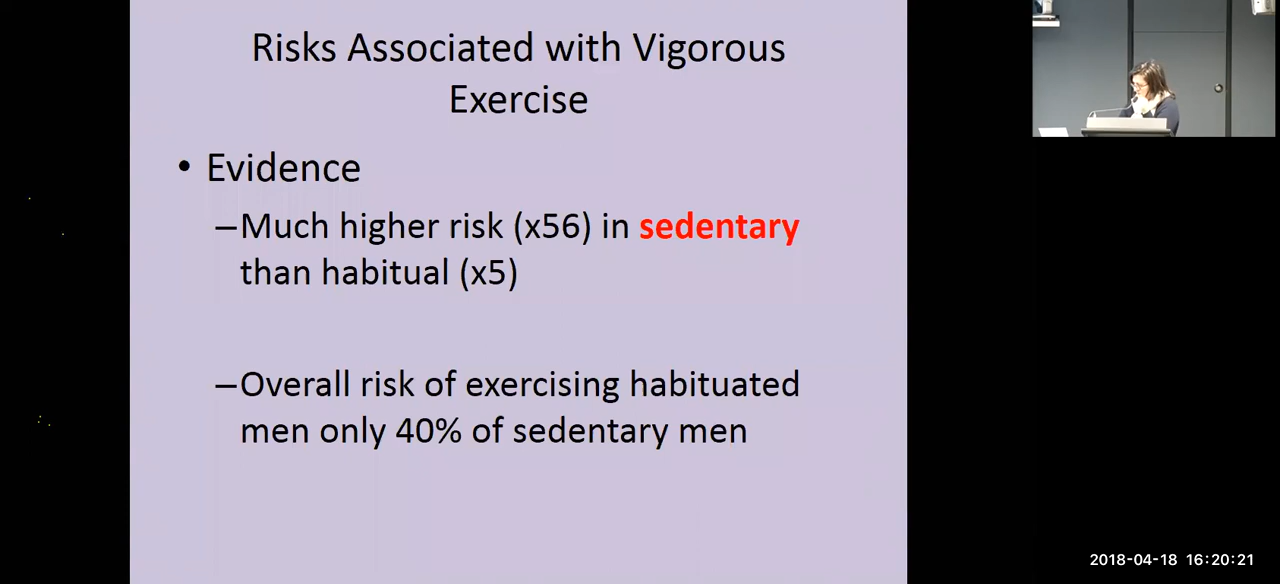 Risks Associated with Vigorous
Exercise
• Evidence
–Much higher risk (x56) in sedentary
than habitual (x5)
–Overall risk of exercising habituated
men only 40% of sedentary men
2018-04-18 16:20:21